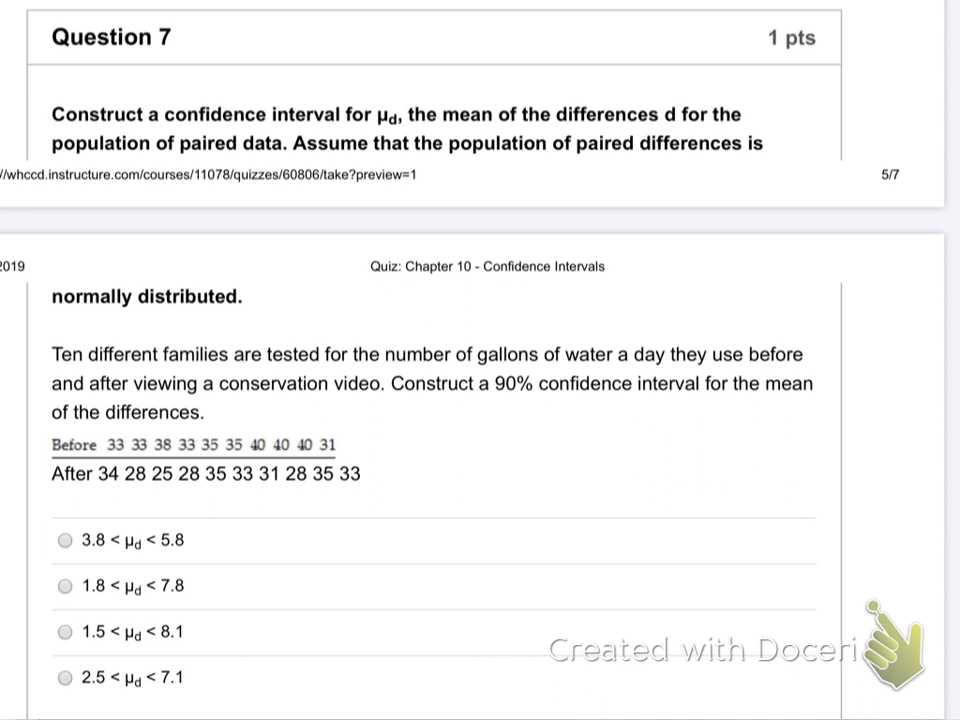 Question 7
1 pts
Construct a confidence interval for μd, the mean of the differences d for the
population of paired data. Assume that the population of paired differences is
//whccd.instructure.com/courses/11078/quizzes/60806/take?preview=1
5/7
2019
Quiz: Chapter 10 - Confidence Intervals
normally distributed.
Ten different families are tested for the number of gallons of water a day they use before
and after viewing a conservation video. Construct a 90% confidence interval for the mean
of the differences.
Before 33 33 38 33 35 35 40 40 40 31
After 34 28 25 28 35 33 31 28 35 33
3.8 < μd < 5.8
1.8 < μd < 7.8
1.5 < μd < 8.1
2.5 < μd < 7.1
Created with Doceri